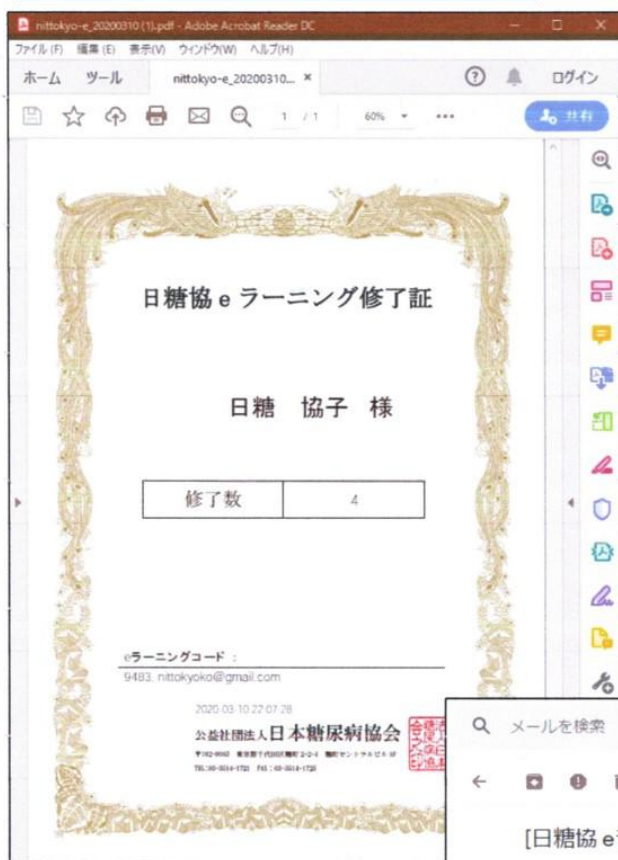 nittokyo-e_20200310 (1).pdf - Adobe Acrobat Reader DC
ファイル(F) 編集(E) 表示(V) ウィンドウ(W) ヘルプ(H)
ホーム ツール nittokyo-e_20200310... × ログイン
1 / 1 60% 共有
日糖協 e ラーニング修了証
日糖 協子 様
修了数 4
eラーニングコード :
9483, nittokyoko@gmail.com
2020-03-10 22:07:28
公益社団法人日本糖尿病協会
メールを検索
[日糖協 e